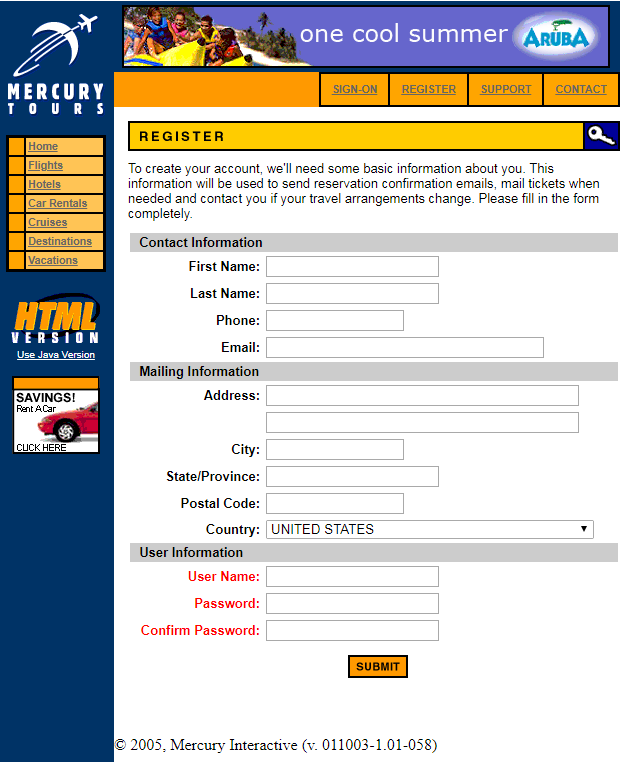 MERCURY
TOURS
one cool summer
ARUBA
SIGN-ON
REGISTER
SUPPORT
CONTACT
Home
Flights
Hotels
Car Rentals
Cruises
Destinations
Vacations
HTML
VERSION
Use Java Version
SAVINGS!
Rent A Car
CLICK HERE
REGISTER
To create your account, we'll need some basic information about you. This
information will be used to send reservation confirmation emails, mail tickets when
needed and contact you if your travel arrangements change. Please fill in the form
completely.
Contact Information
First Name:
Last Name:
Phone:
Email:
Mailing Information
Address:
City:
State/Province:
Postal Code:
Country: UNITED STATES
User Information
User Name:
Password:
Confirm Password:
SUBMIT
© 2005, Mercury Interactive (v. 011003-1.01-058)